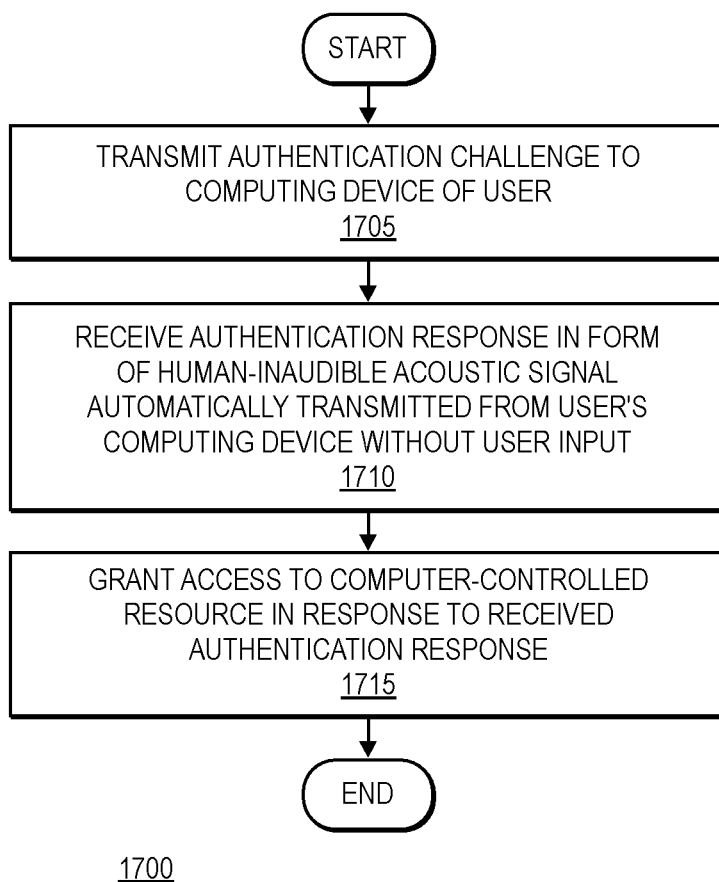 START
TRANSMIT AUTHENTICATION CHALLENGE TO
COMPUTING DEVICE OF USER
1705
RECEIVE AUTHENTICATION RESPONSE IN FORM
OF HUMAN-INAUDIBLE ACOUSTIC SIGNAL
AUTOMATICALLY TRANSMITTED FROM USER'S
COMPUTING DEVICE WITHOUT USER INPUT
1710
GRANT ACCESS TO COMPUTER-CONTROLLED
RESOURCE IN RESPONSE TO RECEIVED
AUTHENTICATION RESPONSE
1715
END
1700